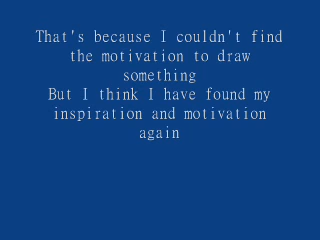 That's because I couldn't find
the motivation to draw
something
But I think I have found my
inspiration and motivation
again